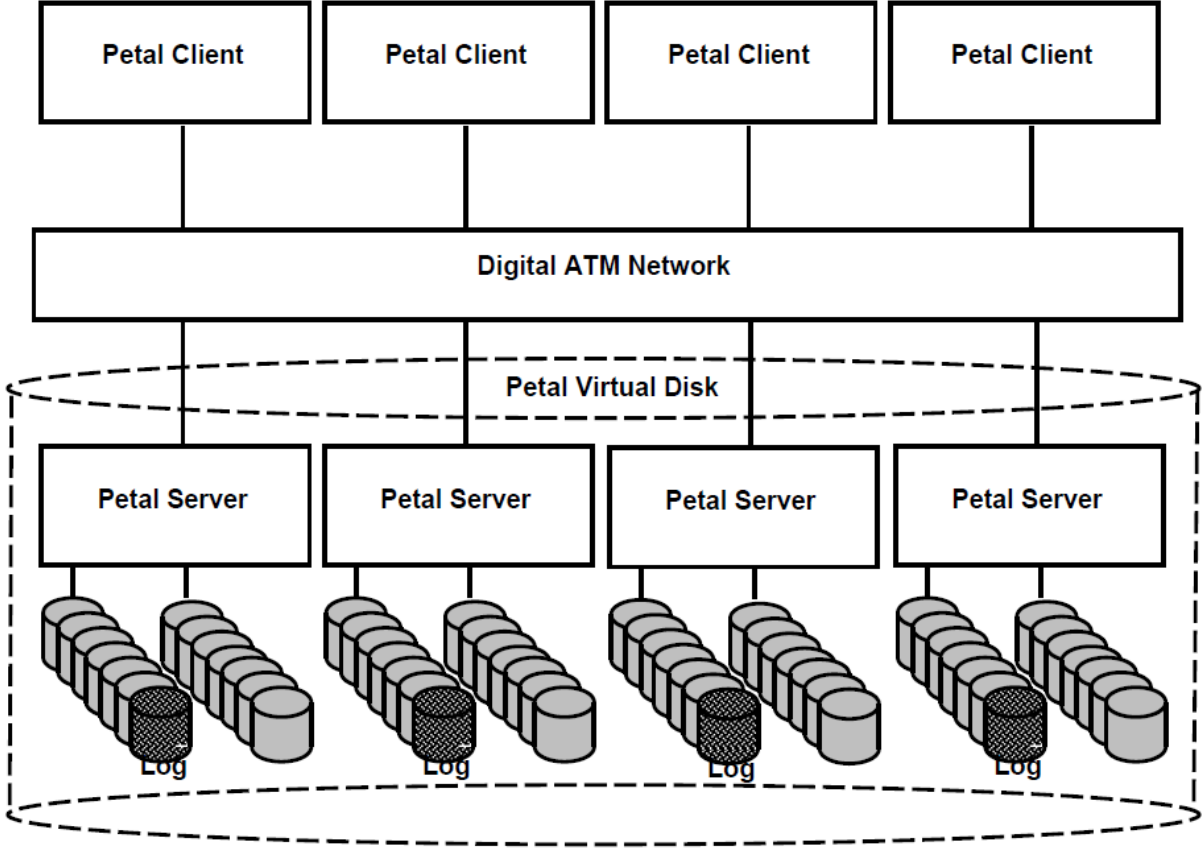 Petal Client
Petal Client
Petal Client
Petal Client
Digital ATM Network
Petal Virtual Disk
Petal Server
Petal Server
Petal Server
Petal Server
Log
Log
Log
Log